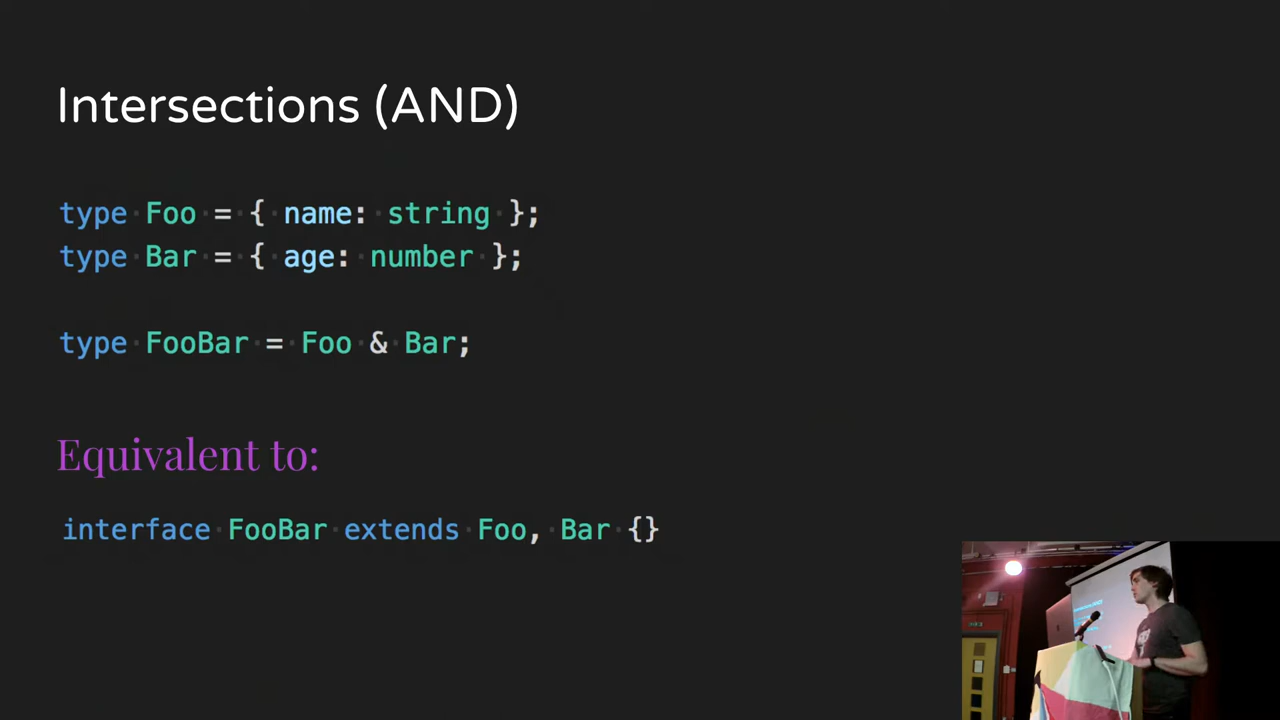 Intersections (AND)
type Foo = { name: string };
type Bar = { age: number };
type FooBar = Foo & Bar;
Equivalent to:
interface FooBar extends Foo, Bar {}